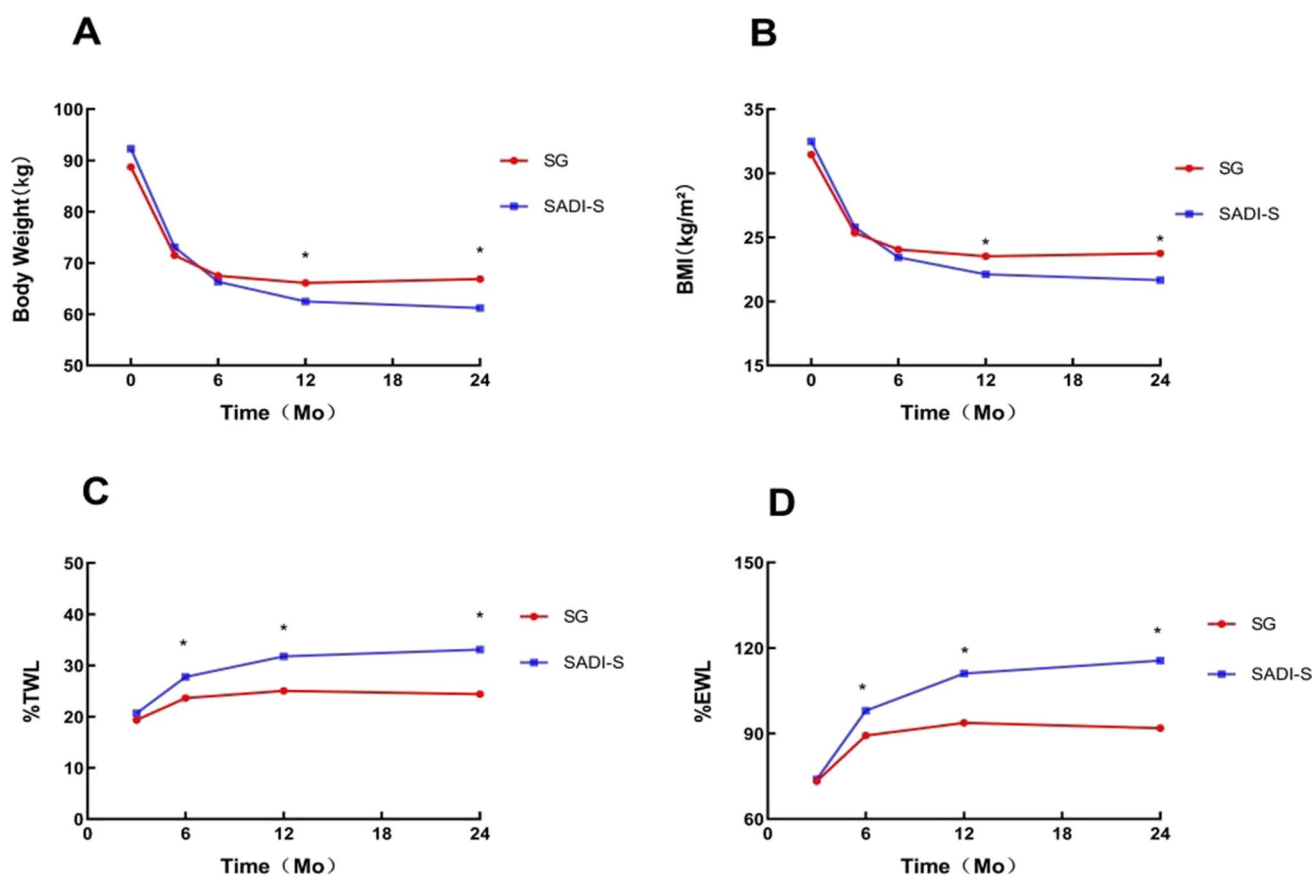 A
100
90
80
70
60
50
Body Weight(kg)
0
6
12
18
24
Time（Mo）
SG
SADI-S
*
*
B
35
30
25
20
15
BMI(kg/m²)
0
6
12
18
24
Time（Mo）
SG
SADI-S
*
*
C
50
40
30
20
10
0
%TWL
0
6
12
18
24
Time（Mo）
SG
SADI-S
*
*
*
D
150
120
90
60
%EWL
0
6
12
18
24
Time（Mo）
SG
SADI-S
*
*
*